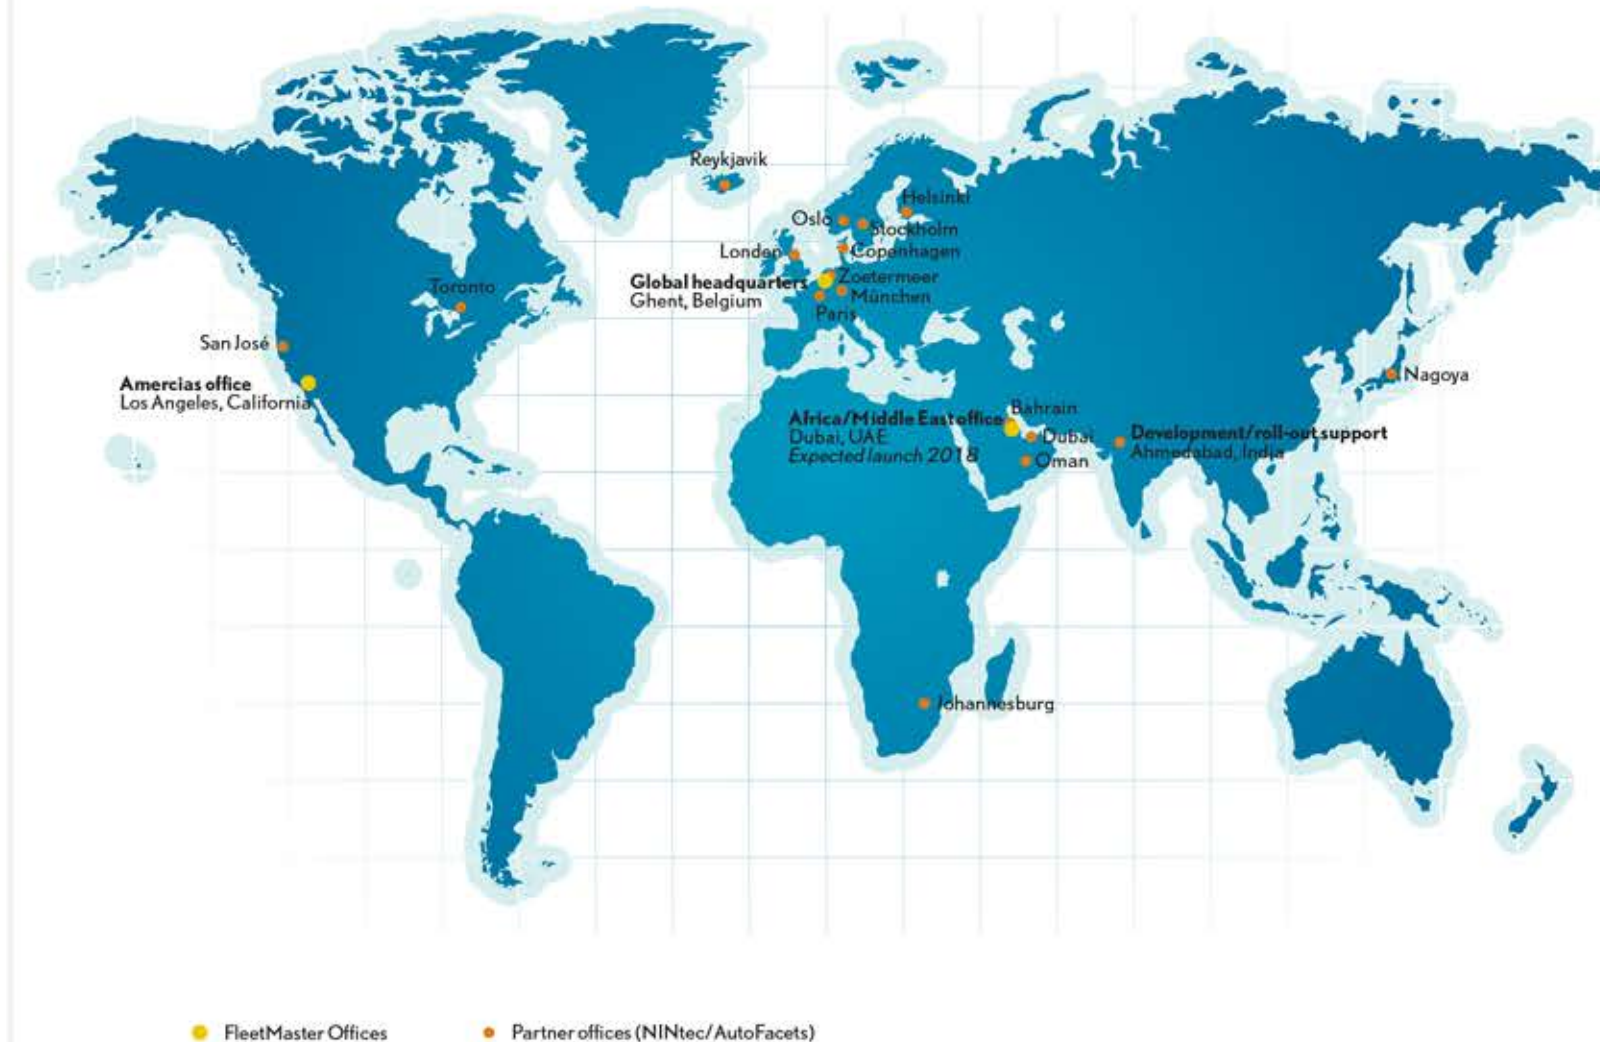 Reykjavik
Helsinki
Oslo
Stockholm
London
Copenhagen
Global headquarters
Ghent, Belgium
Zoetermeer
München
Paris
Toronto
San José
Amercias office
Los Angeles, California
Nagoya
Bahrain
Africa/Middle East office
Dubai, UAE
Expected launch 2018
Dubai
Oman
Development/roll-out support
Ahmedabad, India
Johannesburg
FleetMaster Offices
Partner offices (NINtec/AutoFacets)